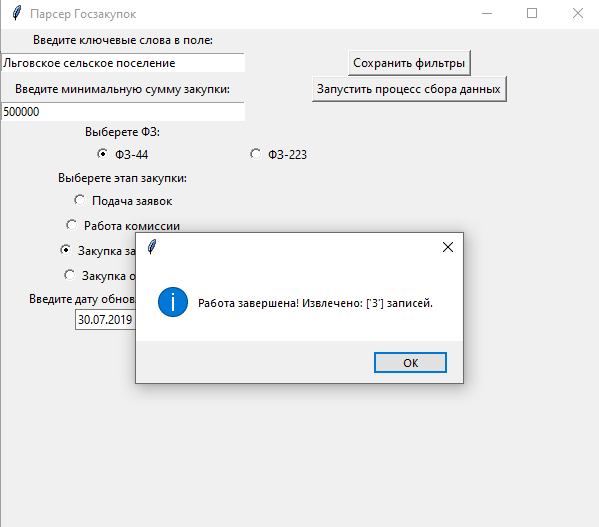 Парсер Госзакупок
Введите ключевые слова в поле:
Льговское сельское поселение
Сохранить фильтры
Введите минимальную сумму закупки:
Запустить процесс сбора данных
500000
Выберете ФЗ:
ФЗ-44
ФЗ-223
Выберете этап закупки:
Подача заявок
Работа комиссии
Закупка за
Закупка о
Введите дату обнов
30.07.2019
Работа завершена! Извлечено: ['3'] записей.
ОК